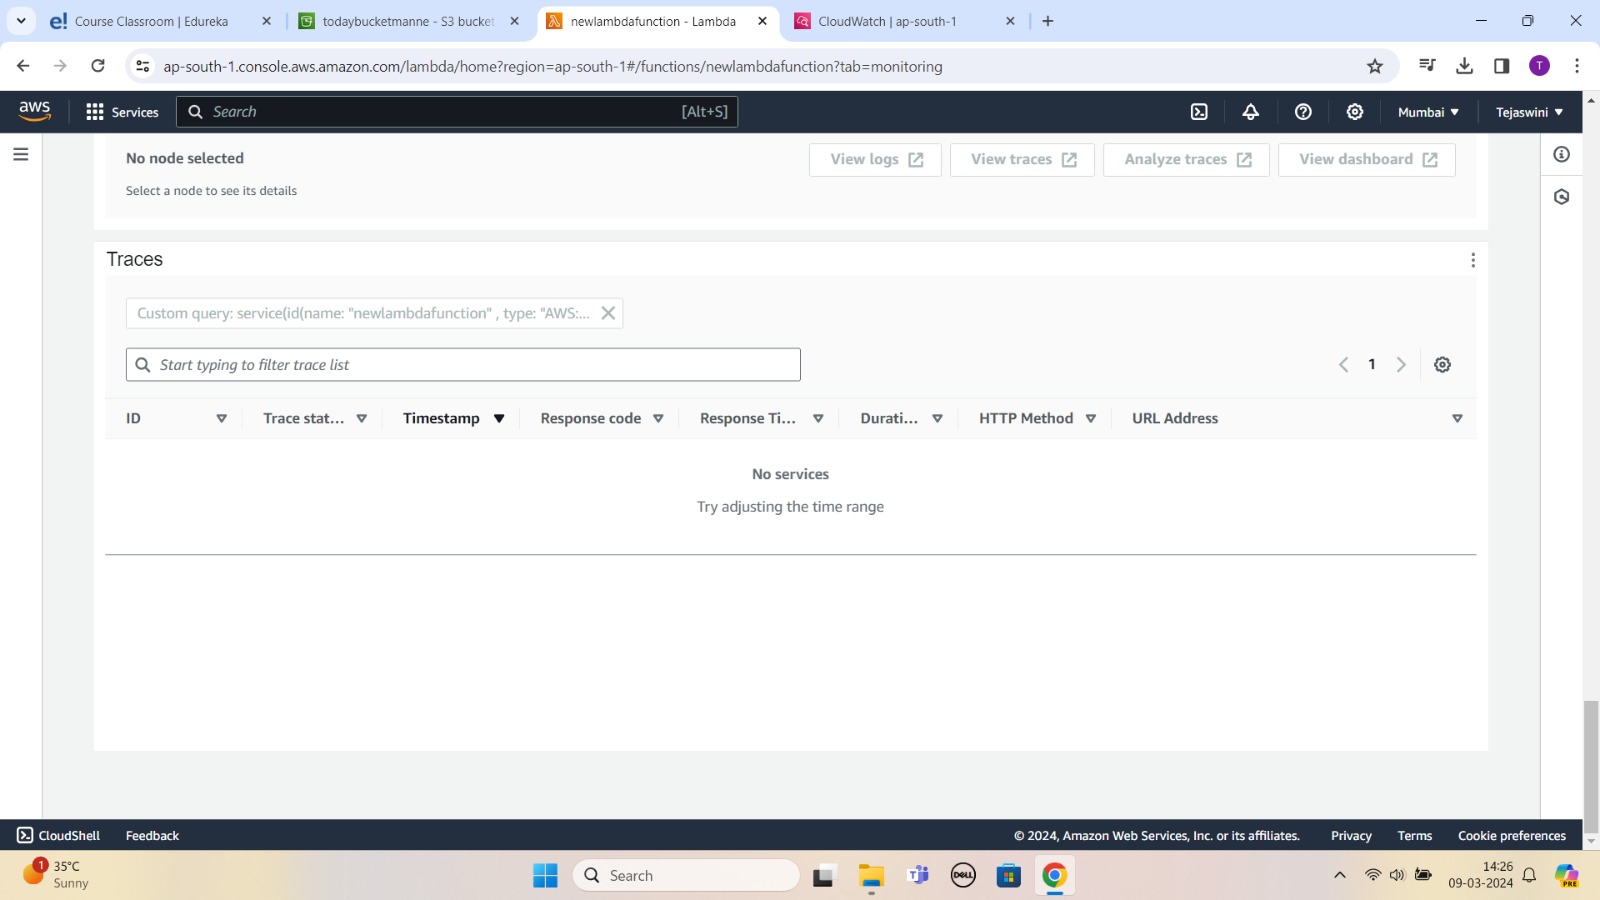 Course Classroom | Edureka
todaybucketmanne - S3 bucket
newlambdafunction - Lambda
CloudWatch | ap-south-1
ap-south-1.console.aws.amazon.com/lambda/home?region=ap-south-1#/functions/newlambdafunction?tab=monitoring
T
aws
Services
Search
[Alt+S]
Mumbai
Tejaswini
No node selected
Select a node to see its details
View logs
View traces
Analyze traces
View dashboard
Traces
Custom query: service(id(name: "newlambdafunction" , type: "AWS:...
Start typing to filter trace list
1
ID
Trace stat...
Timestamp
Response code
Response Ti...
Durati...
HTTP Method
URL Address
No services
Try adjusting the time range
CloudShell
Feedback
© 2024, Amazon Web Services, Inc. or its affiliates.
Privacy
Terms
Cookie preferences
1
35°C
Sunny
Search
DELL
14:26
09-03-2024
PRE